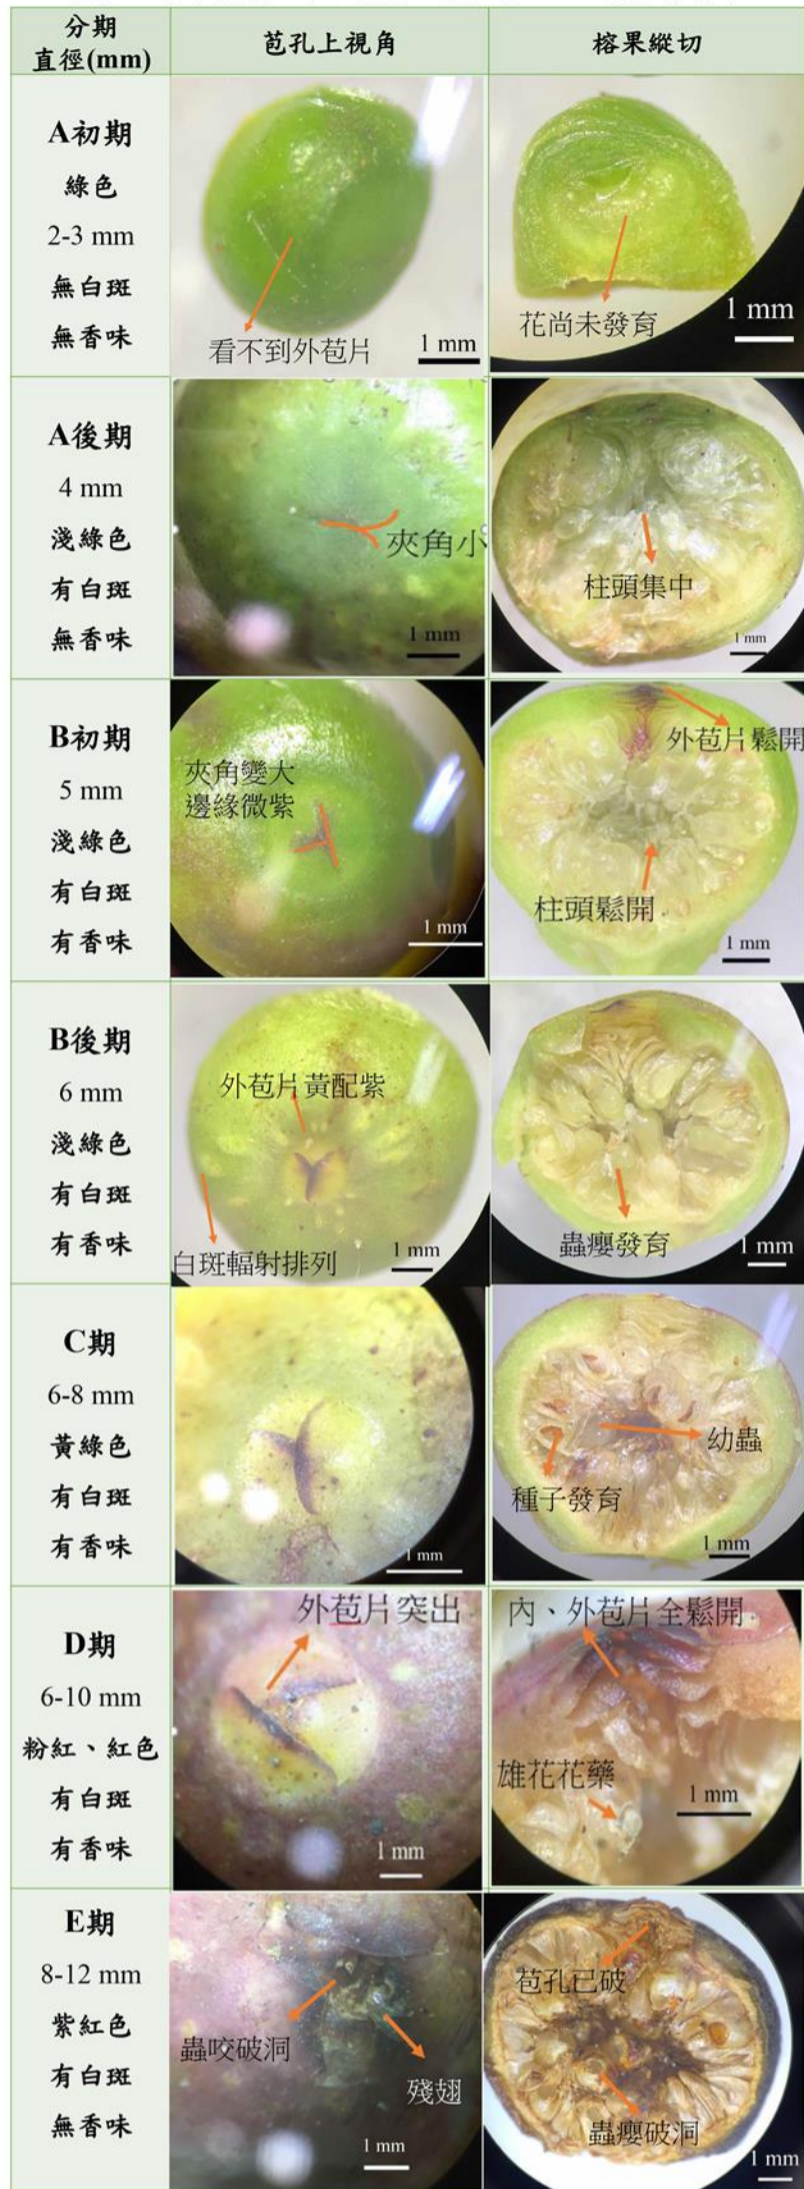 分期
直徑(mm)
苞孔上視角
榕果縱切
A初期
綠色
2-3 mm
無白斑
無香味
看不到外苞片
1 mm
花尚未發育
1 mm
A後期
4 mm
淺綠色
有白斑
無香味
夾角小
1 mm
柱頭集中
1 mm
B初期
5 mm
淺綠色
有白斑
有香味
夾角變大
邊緣微紫
1 mm
外苞片鬆開
柱頭鬆開
1 mm
B後期
6 mm
淺綠色
有白斑
有香味
外苞片黃配紫
白斑輻射排列
1 mm
蟲癭發育
1 mm
C期
6-8 mm
黃綠色
有白斑
有香味
1 mm
幼蟲
種子發育
1 mm
D期
6-10 mm
粉紅、紅色
有白斑
有香味
外苞片突出
1 mm
內、外苞片全鬆開
雄花花藥
1 mm
E期
8-12 mm
紫紅色
有白斑
無香味
蟲咬破洞
殘翅
1 mm
苞孔已破
蟲癭破洞
1 mm